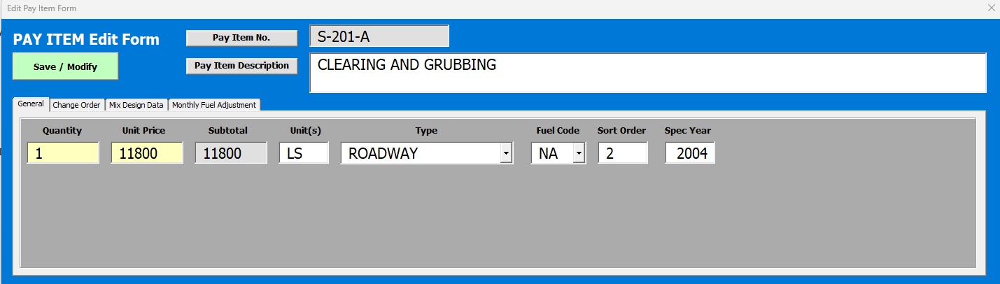 Edit Pay Item Form
PAY ITEM Edit Form
Pay Item No.
S-201-A
Save / Modify
Pay Item Description
CLEARING AND GRUBBING
General
Change Order
Mix Design Data
Monthly Fuel Adjustment
Quantity
Unit Price
Subtotal
Unit(s)
Type
Fuel Code
Sort Order
Spec Year
1
11800
11800
LS
ROADWAY
NA
2
2004